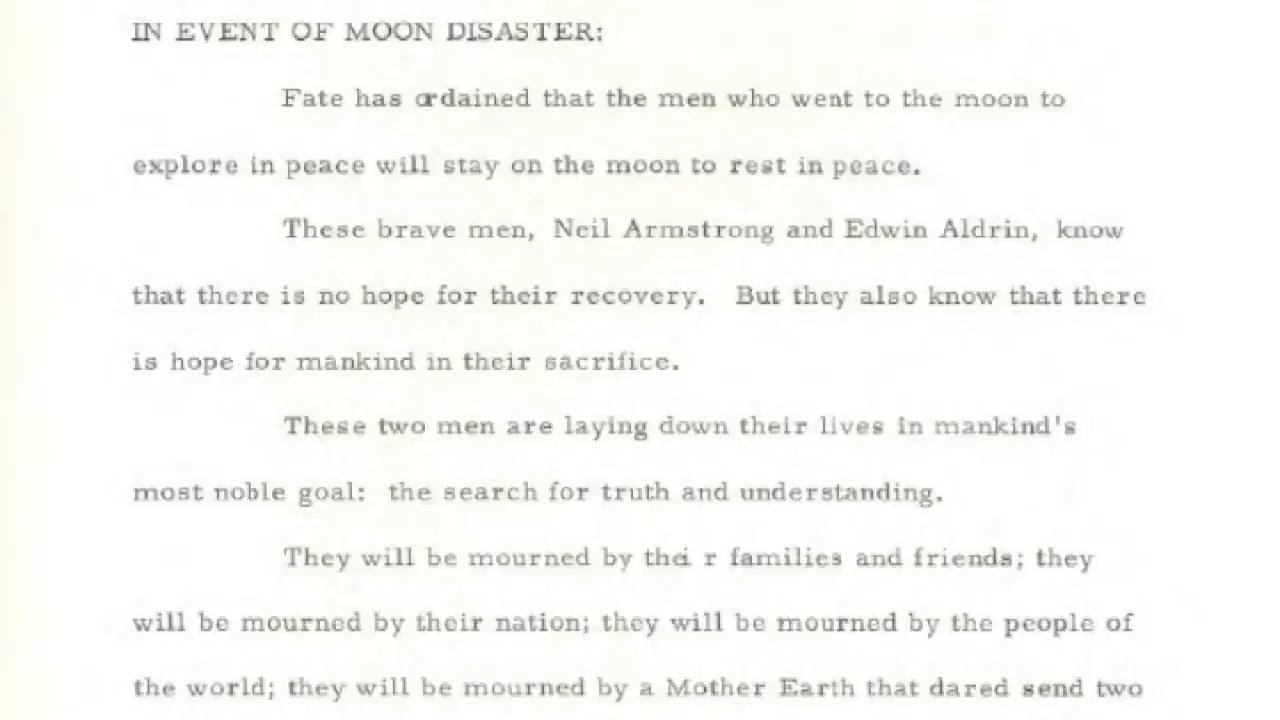 IN EVENT OF MOON DISASTER:
Fate has ordained that the men who went to the moon to
explore in peace will stay on the moon to rest in peace.
These brave men, Neil Armstrong and Edwin Aldrin, know
that there is no hope for their recovery. But they also know that there
is hope for mankind in their sacrifice.
These two men are laying down their lives in mankind's
most noble goal: the search for truth and understanding.
They will be mourned by thei r families and friends; they
will be mourned by their nation; they will be mourned by the people of
the world; they will be mourned by a Mother Earth that dared send two